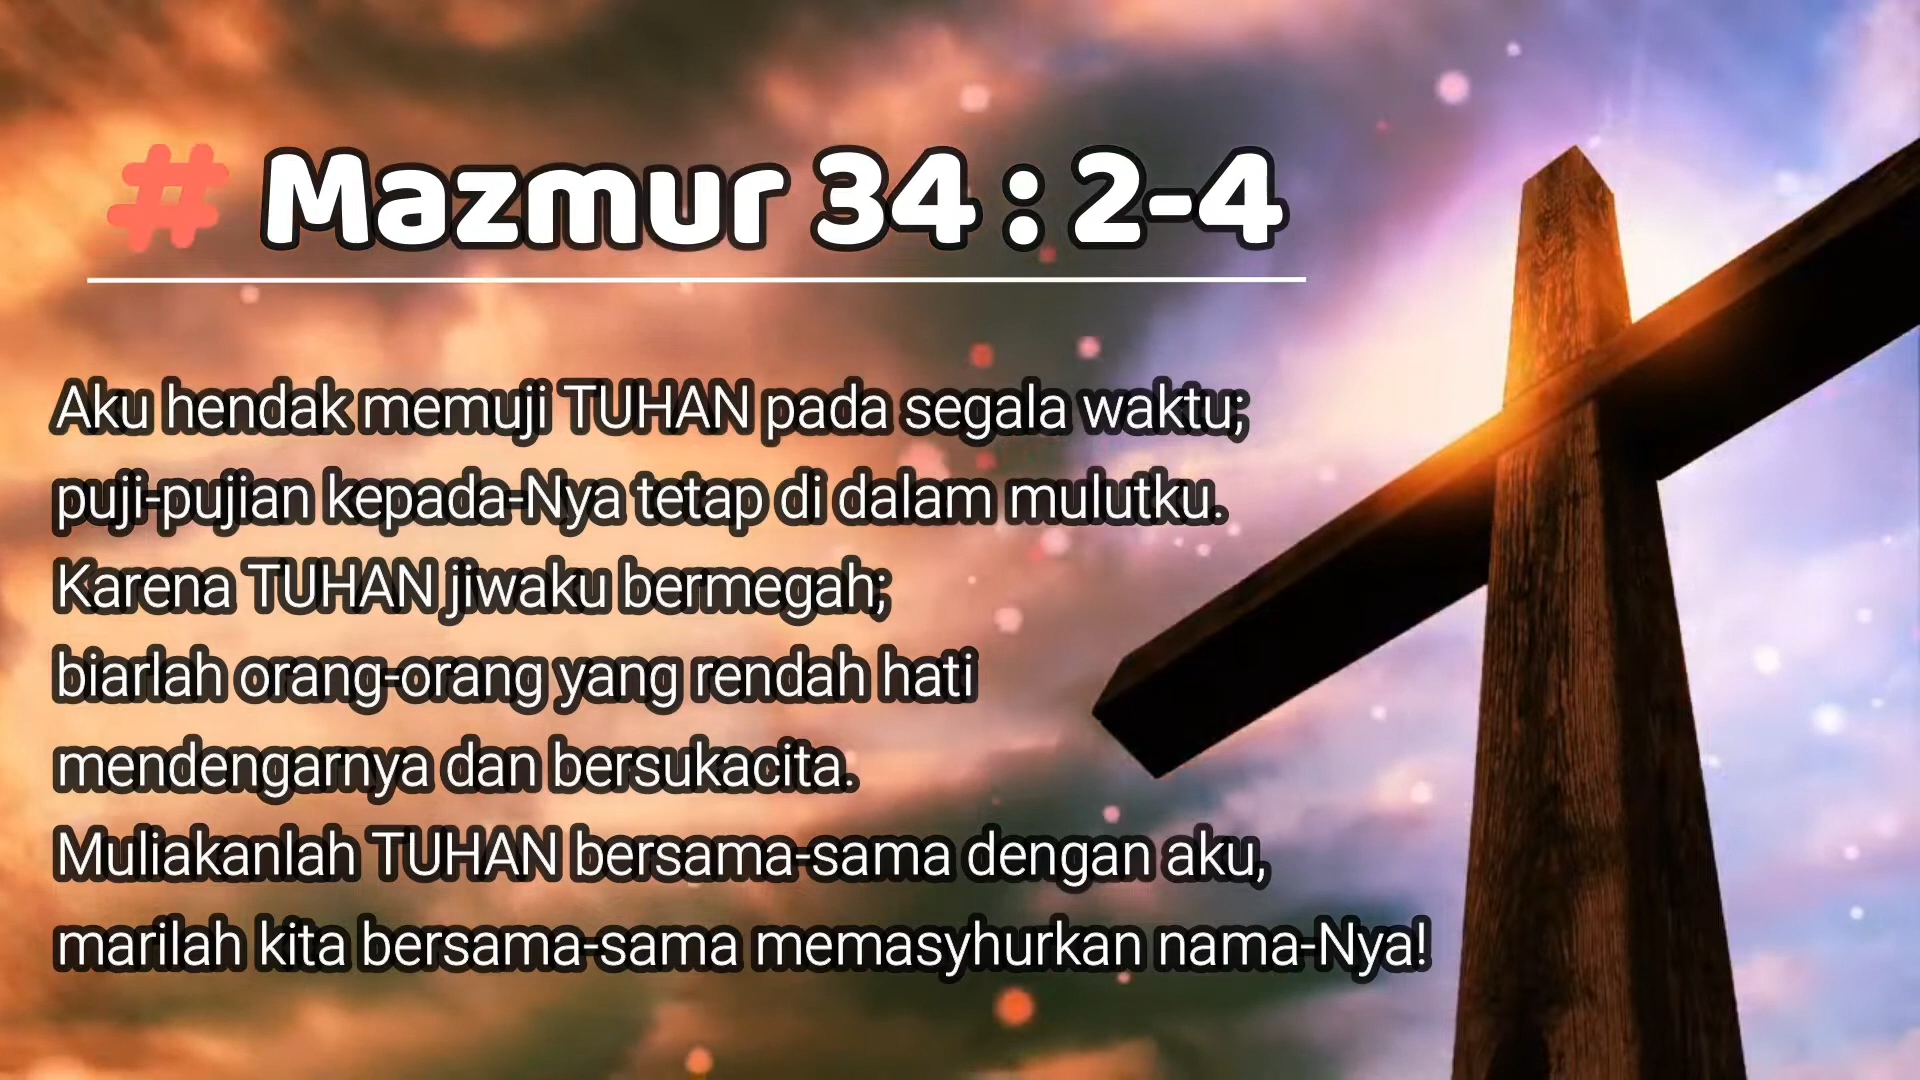 # Mazmur 34 : 2-4
Aku hendak memuji TUHAN pada segala waktu;
puji-pujian kepada-Nya tetap di dalam mulutku.
Karena TUHAN jiwaku bermegah;
biarlah orang-orang yang rendah hati
mendengarnya dan bersukacita.
Muliakanlah TUHAN bersama-sama dengan aku,
marilah kita bersama-sama memasyhurkan nama-Nya!